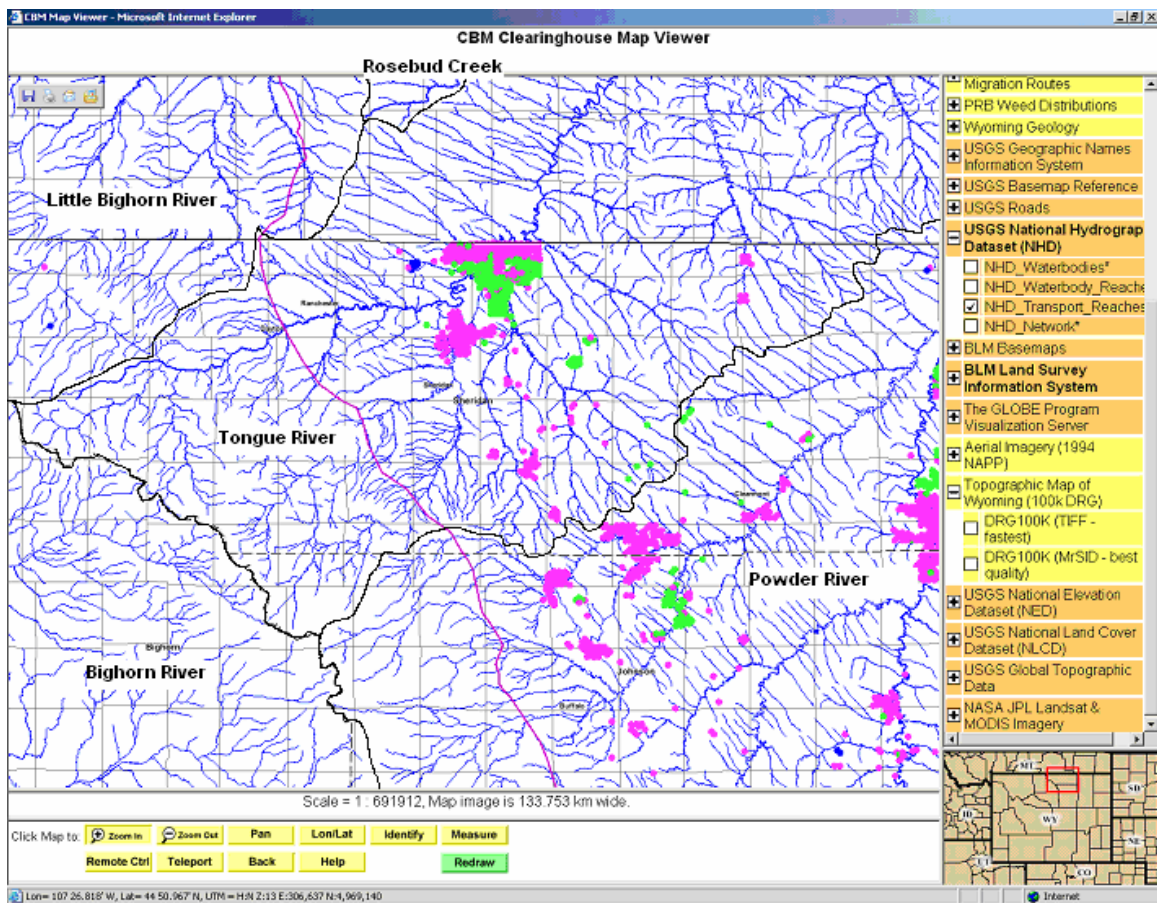 CBM Map Viewer - Microsoft Internet Explorer
CBM Clearinghouse Map Viewer
Rosebud Creek
Little Bighorn River
Ranchester
Sheridan
Tongue River
Clearmont
Powder River
Bighorn
Bighorn River
Johnson
Buffalo
Migration Routes
PRB Weed Distributions
Wyoming Geology
USGS Geographic Names
Information System
USGS Basemap Reference
USGS Roads
USGS National Hydrograp
Dataset (NHD)
NHD_Waterbodies*
NHD_Waterbody_Reache
NHD_Transport_Reaches
NHD_Network*
BLM Basemaps
BLM Land Survey
Information System
The GLOBE Program
Visualization Server
Aerial Imagery (1994
NAPP)
Topographic Map of
Wyoming (100k DRG)
DRG100K (TIFF -
fastest)
DRG100K (MrSID - best
quality)
USGS National Elevation
Dataset (NED)
USGS National Land Cover
Dataset (NLCD)
USGS Global Topographic
Data
NASA JPL Landsat &
MODIS Imagery
MT
SD
ID
WY
NE
UT
CO
Scale = 1 : 691912, Map image is 133.753 km wide.
Click Map to: Zoom In Zoom Out Pan Lon/Lat Identify Measure
Remote Ctrl Teleport Back Help Redraw
Lon= 107 26.818' W, Lat= 44 50.967' N, UTM = H:N Z:13 E:306,637 N:4,969,140
Internet